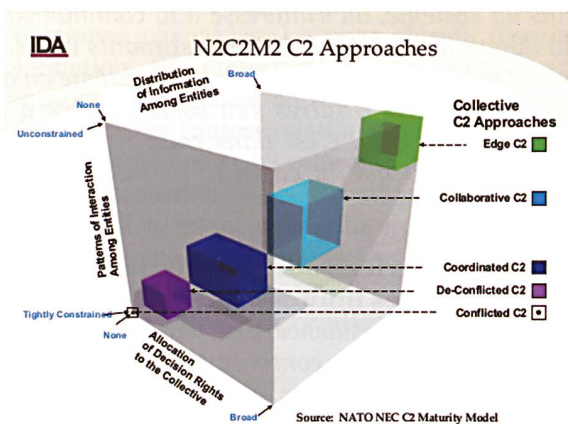 IDA
N2C2M2 C2 Approaches
Distribution
of Information
Among Entities
Broad
None
Unconstrained
Collective
C2 Approaches
Edge C2
Collaborative C2
Patterns of Interaction
Among Entities
Coordinated C2
De-Conflicted C2
Tightly Constrained
Conflicted C2
None
Allocation
of Decision Rights
to the Collective
Broad
Source: NATO NEC C2 Maturity Model